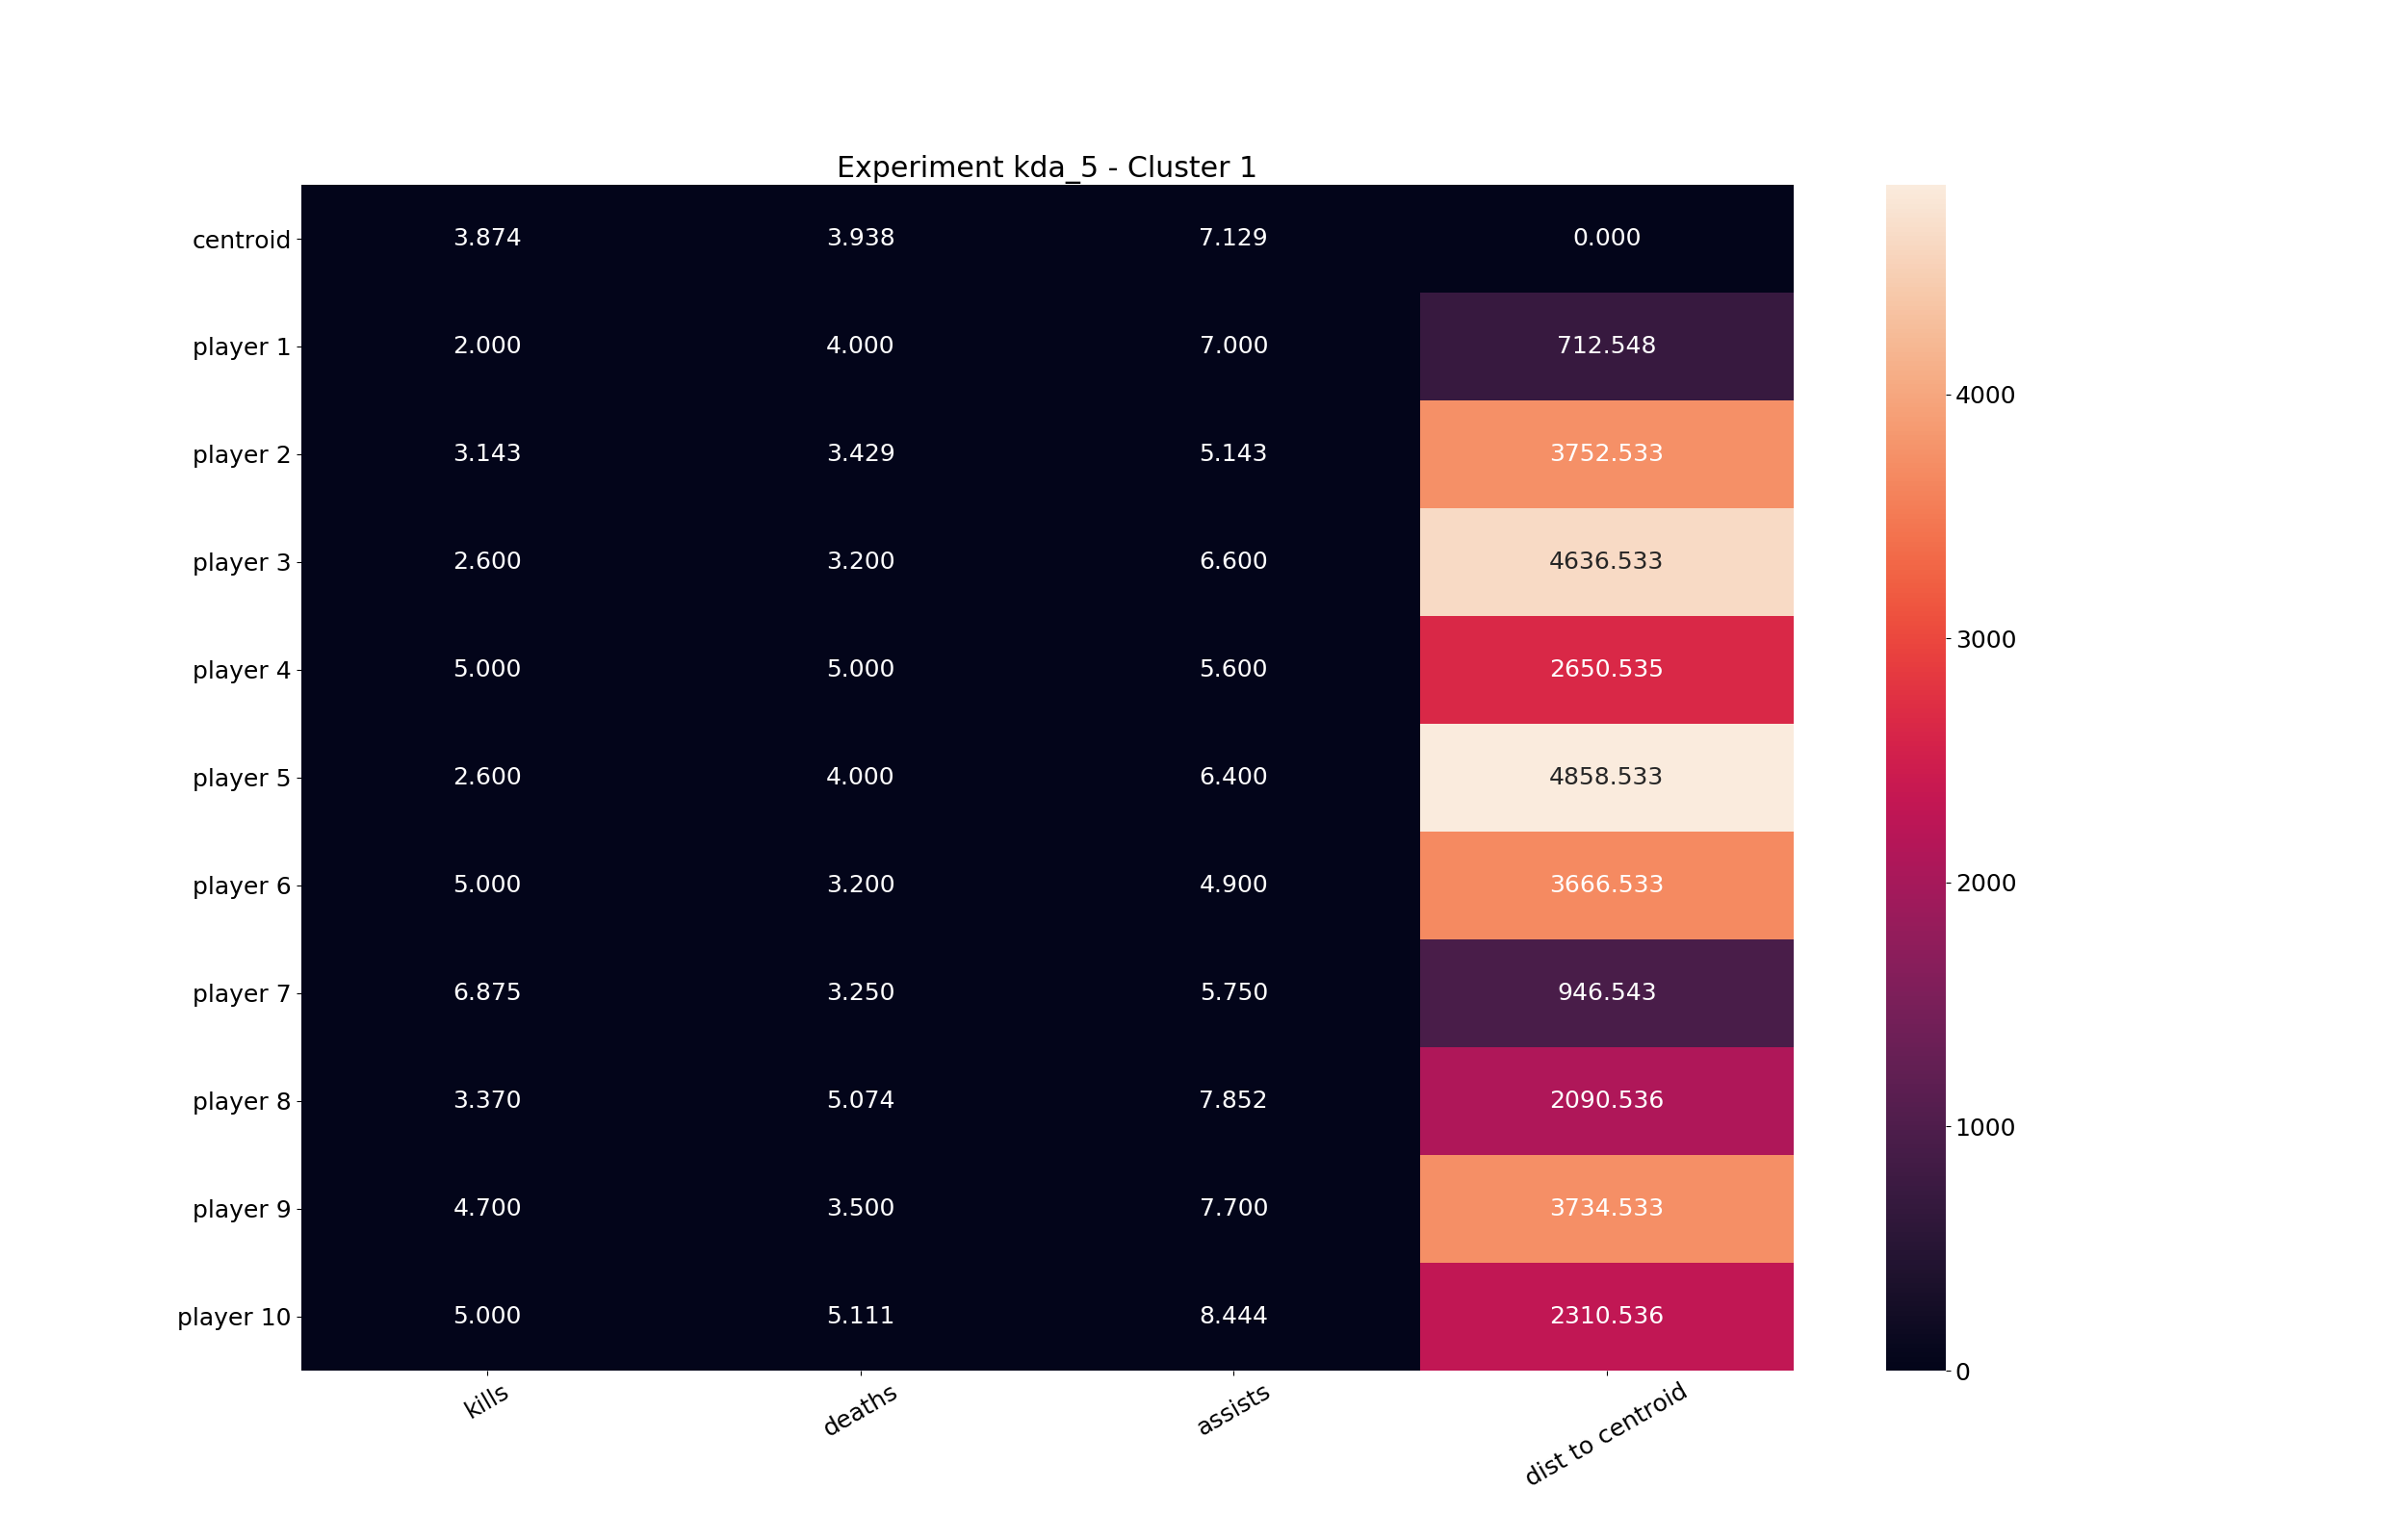 Experiment kda_5 - Cluster 1
centroid 3.874 3.938 7.129 0.000
player 1 2.000 4.000 7.000 712.548
player 2 3.143 3.429 5.143 3752.533
player 3 2.600 3.200 6.600 4636.533
player 4 5.000 5.000 5.600 2650.535
player 5 2.600 4.000 6.400 4858.533
player 6 5.000 3.200 4.900 3666.533
player 7 6.875 3.250 5.750 946.543
player 8 3.370 5.074 7.852 2090.536
player 9 4.700 3.500 7.700 3734.533
player 10 5.000 5.111 8.444 2310.536
kills deaths assists dist to centroid
4000
3000
2000
1000
0